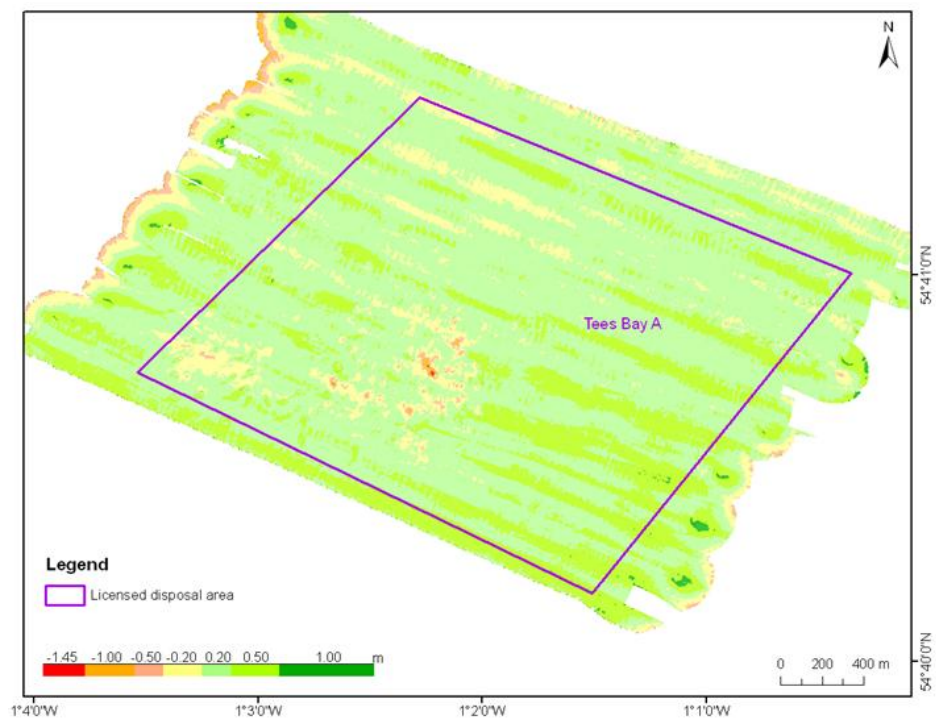 N
54°41'0"N
Tees Bay A
Legend
Licensed disposal area
-1.45 -1.00 -0.50 -0.20 0.20 0.50 1.00 m
0 200 400 m
54°40'0"N
1°4'0"W 1°3'0"W 1°2'0"W 1°1'0"W